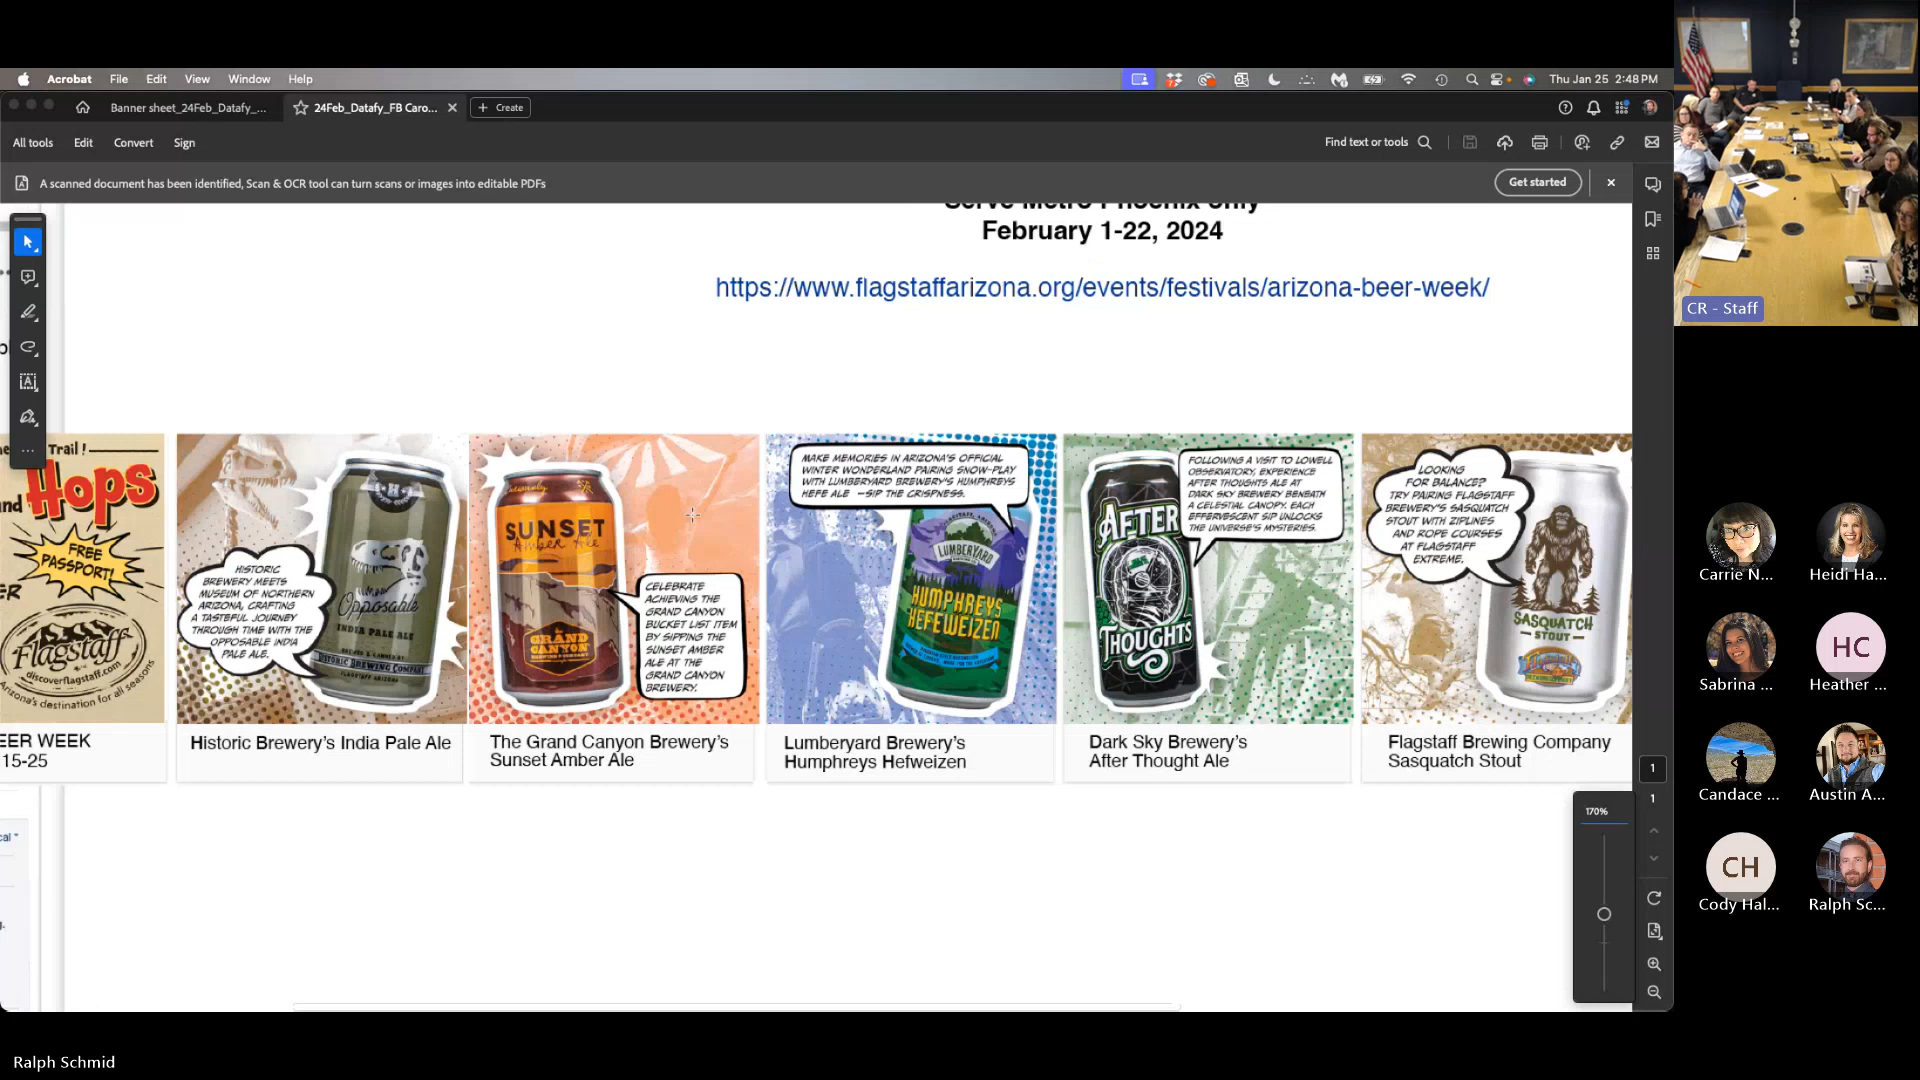 Acrobat File Edit View Window Help
Thu Jan 25 2:48 PM
Banner sheet_24Feb_Datafy_...
24Feb_Datafy_FB Caro...
Create
All tools Edit Convert Sign
Find text or tools
A scanned document has been identified, Scan & OCR tool can turn scans or images into editable PDFs
Get started
Serve Metro Phoenix only
February 1-22, 2024
https://www.flagstaffarizona.org/events/festivals/arizona-beer-week/
Trail!
Hops
FREE
PASSPORT!
Flagstaff
discoverflagstaff.com
Arizona's destination for all seasons
EER WEEK
15-25
HISTORIC
BREWERY MEETS
MUSEUM OF NORTHERN
ARIZONA, CRAFTING
A TASTEFUL JOURNEY
THROUGH TIME WITH THE
OPPOSABLE INDIA
PALE ALE.
Opposable
INDIA PALE ALE
HISTORIC BREWING COMPANY
FLAGSTAFF ARIZONA
Historic Brewery's India Pale Ale
SUNSET
Amber Ale
GRAND
CANYON
CELEBRATE
ACHIEVING THE
GRAND CANYON
BUCKET LIST ITEM
BY SIPPING THE
SUNSET AMBER
ALE AT THE
GRAND CANYON
BREWERY.
The Grand Canyon Brewery's
Sunset Amber Ale
MAKE MEMORIES IN ARIZONA'S OFFICIAL
WINTER WONDERLAND PAIRING SNOW-PLAY
WITH LUMBERYARD BREWERY'S HUMPHREYS
HEFE ALE —SIP THE CRISPNESS.
LUMBERYARD
HUMPHREYS
HEFEWEIZEN
Lumberyard Brewery's
Humphreys Hefweizen
FOLLOWING A VISIT TO LOWELL
OBSERVATORY, EXPERIENCE
AFTER THOUGHTS ALE AT
DARK SKY BREWERY BENEATH
A CELESTIAL CANOPY. EACH
EFFERVESCENT SIP UNLOCKS
THE UNIVERSE'S MYSTERIES.
AFTER
THOUGHTS
Dark Sky Brewery's
After Thought Ale
LOOKING
FOR BALANCE?
TRY PAIRING FLAGSTAFF
BREWERY'S SASQUATCH
STOUT WITH ZIPLINES
AND ROPE COURSES
AT FLAGSTAFF
EXTREME.
SASQUATCH
STOUT
Flagstaff Brewing Company
Sasquatch Stout
1
1
170%
CR - Staff
Carrie N...
Heidi Ha...
Sabrina ...
HC
Heather ...
Candace ...
Austin A...
CH
Cody Hal...
Ralph Sc...
Ralph Schmid